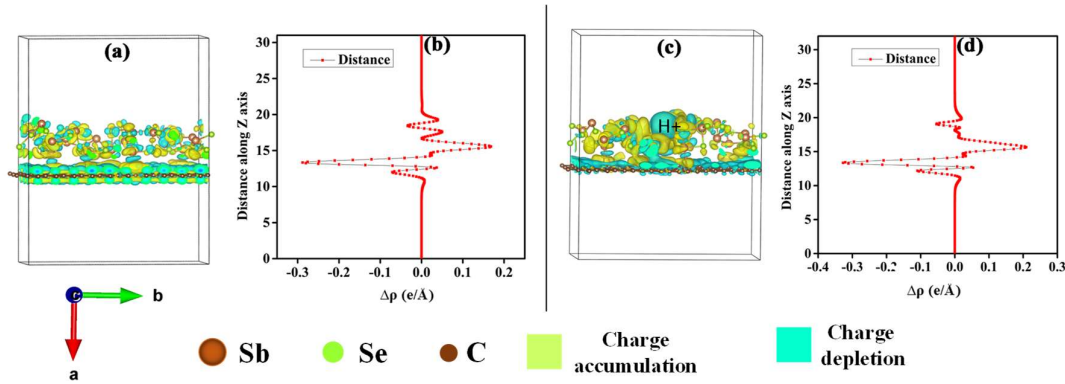 (a)
(b)
Distance
Distance along Z axis
30
25
20
15
10
5
0
-0.3 -0.2 -0.1 0.0 0.1 0.2
Δρ (e/Å)
(c)
H+
(d)
Distance
Distance along Z axis
30
25
20
15
10
5
0
-0.4 -0.3 -0.2 -0.1 0.0 0.1 0.2 0.3
Δρ (e/Å)
c
b
a
Sb
Se
C
Charge
accumulation
Charge
depletion